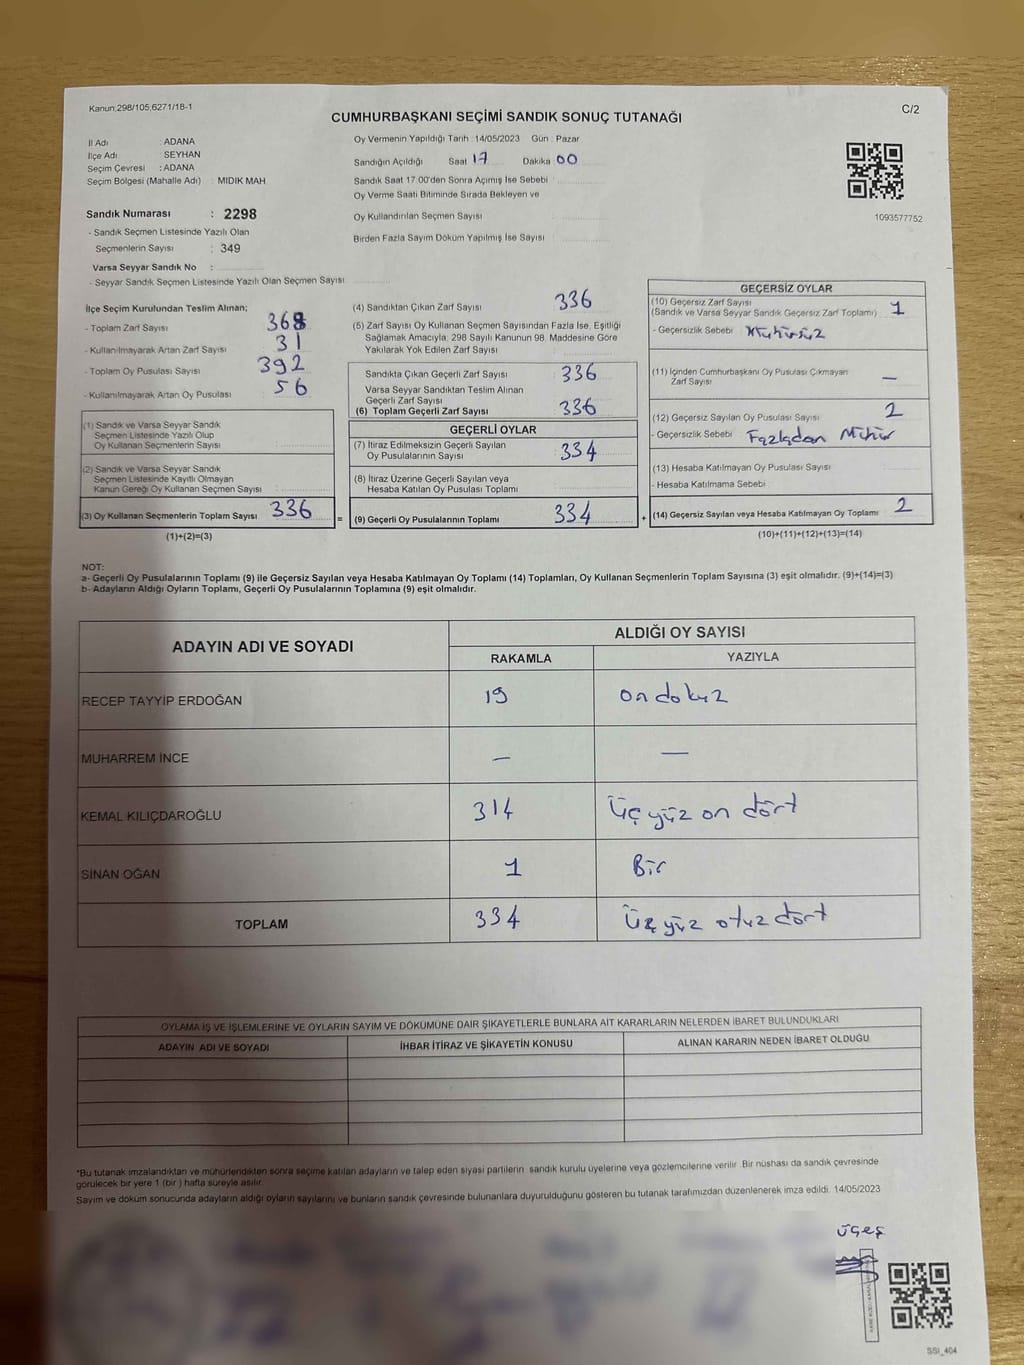 Kanun:298/105,6271/18-1
C/2
CUMHURBAŞKANI SEÇİMİ SANDIK SONUÇ TUTANAĞI
İl Adı : ADANA
İlçe Adı : SEYHAN
Seçim Çevresi : ADANA
Seçim Bölgesi (Mahalle Adı) : MIDIK MAH
Sandık Numarası : 2298
- Sandık Seçmen Listesinde Yazılı Olan
Seçmenlerin Sayısı : 349
Varsa Seyyar Sandık No :
- Seyyar Sandık Seçmen Listesinde Yazılı Olan Seçmen Sayısı
Oy Vermenin Yapıldığı Tarih : 14/05/2023 Gün : Pazar
Sandığın Açıldığı Saat 17 Dakika 00
Sandık Saat 17:00'den Sonra Açımış İse Sebebi
Oy Verme Saati Bitiminde Sırada Bekleyen ve
Oy Kullandırılan Seçmen Sayısı
Birden Fazla Sayım Döküm Yapılmış İse Sayısı
1093577752
İlçe Seçim Kurulundan Teslim Alınan;
- Toplam Zarf Sayısı 368
- Kullanılmayarak Artan Zarf Sayısı 31
- Toplam Oy Pusulası Sayısı 392
- Kullanılmayarak Artan Oy Pusulası 56
(1) Sandık ve Varsa Seyyar Sandık
Seçmen Listesinde Yazılı Olup
Oy Kullanan Seçmenlerin Sayısı
(2) Sandık ve Varsa Seyyar Sandık
Seçmen Listesinde Kayıtlı Olmayan
Kanun Gereği Oy Kullanan Seçmen Sayısı
(3) Oy Kullanan Seçmenlerin Toplam Sayısı 336
(1)+(2)=(3)
(4) Sandıktan Çıkan Zarf Sayısı 336
(5) Zarf Sayısı Oy Kullanan Seçmen Sayısından Fazla İse, Eşitliği
Sağlamak Amacıyla; 298 Sayılı Kanunun 98. Maddesine Göre
Yakılarak Yok Edilen Zarf Sayısı
Sandıkta Çıkan Geçerli Zarf Sayısı 336
Varsa Seyyar Sandıktan Teslim Alınan
Geçerli Zarf Sayısı
(6) Toplam Geçerli Zarf Sayısı 336
GEÇERLİ OYLAR
(7) İtiraz Edilmeksizin Geçerli Sayılan
Oy Pusulalarının Sayısı 334
(8) İtiraz Üzerine Geçerli Sayılan veya
Hesaba Katılan Oy Pusulası Toplamı
= (9) Geçerli Oy Pusulalarının Toplamı 334
GEÇERSİZ OYLAR
(10) Geçersiz Zarf Sayısı
(Sandık ve Varsa Seyyar Sandık Geçersiz Zarf Toplamı) 1
- Geçersizlik Sebebi Mühürsüz
(11) İçinden Cumhurbaşkanı Oy Pusulası Çıkmayan
Zarf Sayısı —
(12) Geçersiz Sayılan Oy Pusulası Sayısı 2
- Geçersizlik Sebebi Fazladan Mühür
(13) Hesaba Katılmayan Oy Pusulası Sayısı
- Hesaba Katılmama Sebebi
+ (14) Geçersiz Sayılan veya Hesaba Katılmayan Oy Toplamı 2
(10)+(11)+(12)+(13)=(14)
NOT:
a- Geçerli Oy Pusulalarının Toplamı (9) ile Geçersiz Sayılan veya Hesaba Katılmayan Oy Toplamı (14) Toplamları, Oy Kullanan Seçmenlerin Toplam Sayısına (3) eşit olmalıdır. (9)+(14)=(3)
b- Adayların Aldığı Oyların Toplamı, Geçerli Oy Pusulalarının Toplamına (9) eşit olmalıdır.
ADAYIN ADI VE SOYADI
ALDIĞI OY SAYISI
RAKAMLA YAZIYLA
RECEP TAYYİP ERDOĞAN 19 on dokuz
MUHARREM İNCE — —
KEMAL KILIÇDAROĞLU 314 Üç yüz on dört
SİNAN OĞAN 1 Bir
TOPLAM 334 Üç yüz otuz dört
OYLAMA İŞ VE İŞLEMLERİNE VE OYLARIN SAYIM VE DÖKÜMÜNE DAİR ŞİKAYETLERLE BUNLARA AİT KARARLARIN NELERDEN İBARET BULUNDUKLARI
ADAYIN ADI VE SOYADI İHBAR İTİRAZ VE ŞİKAYETİN KONUSU ALINAN KARARIN NEDEN İBARET OLDUĞU
*Bu tutanak imzalandıktan ve mühürlendikten sonra seçime katılan adayların ve talep eden siyasi partilerin sandık kurulu üyelerine veya gözlemcilerine verilir. Bir nüshası da sandık çevresinde
görülecek bir yere 1 (bir ) hafta süreyle asılır.
Sayım ve döküm sonucunda adayların aldığı oyların sayılarını ve bunların sandık çevresinde bulunanlara duyurulduğunu gösteren bu tutanak tarafımızdan düzenlenerek imza edildi. 14/05/2023
SSI_404